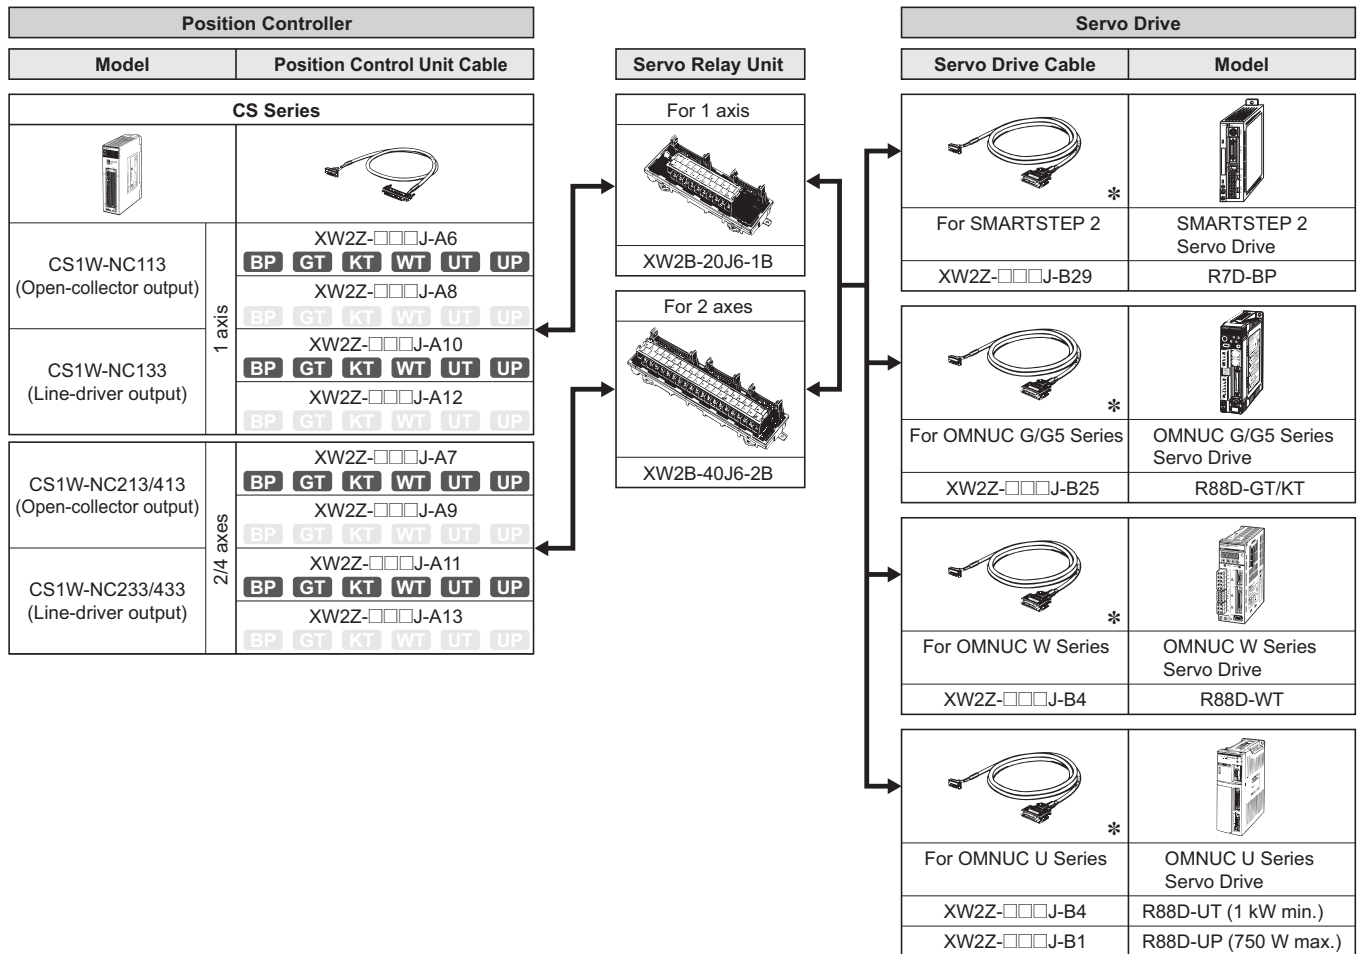 Position Controller
Model
Position Control Unit Cable
CS Series
CS1W-NC113
(Open-collector output)
CS1W-NC133
(Line-driver output)
1 axis
XW2Z-□□□J-A6
BP GT KT WT UT UP
XW2Z-□□□J-A8
BP GT KT WT UT UP
XW2Z-□□□J-A10
BP GT KT WT UT UP
XW2Z-□□□J-A12
BP GT KT WT UT UP
CS1W-NC213/413
(Open-collector output)
CS1W-NC233/433
(Line-driver output)
2/4 axes
XW2Z-□□□J-A7
BP GT KT WT UT UP
XW2Z-□□□J-A9
BP GT KT WT UT UP
XW2Z-□□□J-A11
BP GT KT WT UT UP
XW2Z-□□□J-A13
BP GT KT WT UT UP
Servo Relay Unit
For 1 axis
XW2B-20J6-1B
For 2 axes
XW2B-40J6-2B
Servo Drive
Servo Drive Cable
Model
*
For SMARTSTEP 2
SMARTSTEP 2
Servo Drive
XW2Z-□□□J-B29
R7D-BP
*
For OMNUC G/G5 Series
OMNUC G/G5 Series
Servo Drive
XW2Z-□□□J-B25
R88D-GT/KT
*
For OMNUC W Series
OMNUC W Series
Servo Drive
XW2Z-□□□J-B4
R88D-WT
*
For OMNUC U Series
OMNUC U Series
Servo Drive
XW2Z-□□□J-B4
R88D-UT (1 kW min.)
XW2Z-□□□J-B1
R88D-UP (750 W max.)